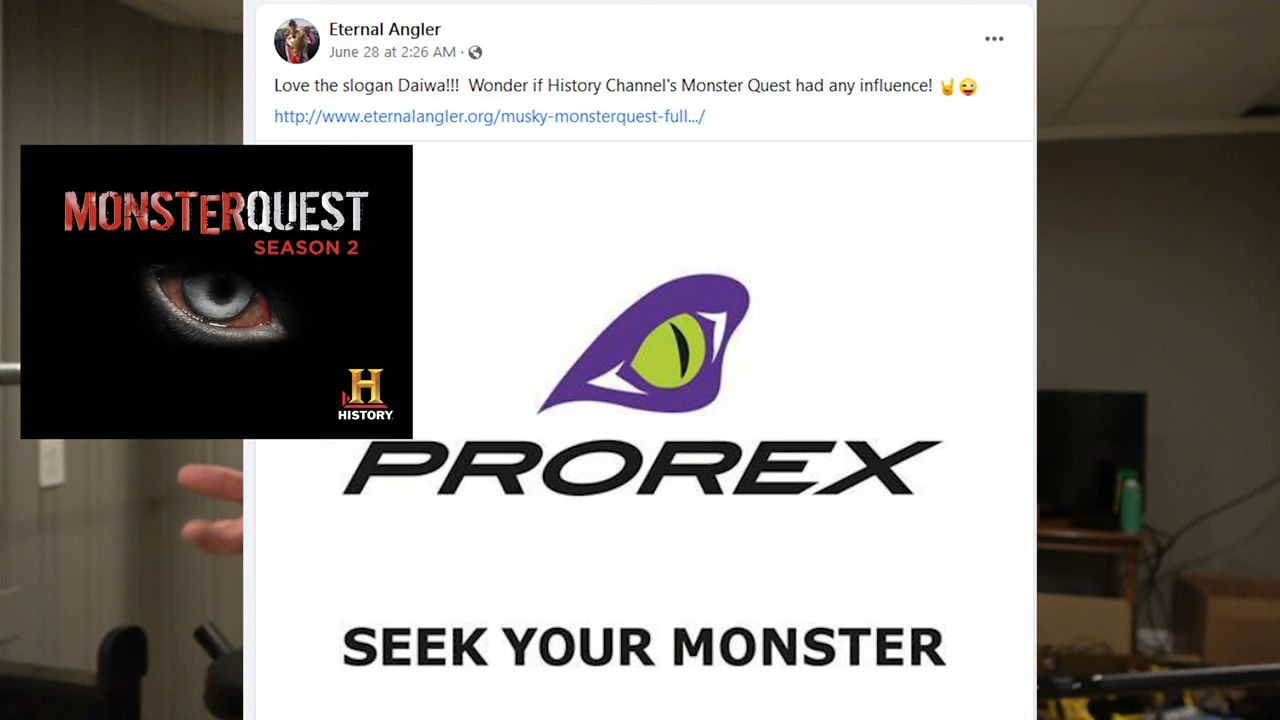 Eternal Angler
June 28 at 2:26 AM ·
Love the slogan Daiwa!!!  Wonder if History Channel's Monster Quest had any influence! 🤘😜
http://www.eternalangler.org/musky-monsterquest-full.../
MONSTERQUEST
SEASON 2
H
HISTORY
PROREX
SEEK YOUR MONSTER